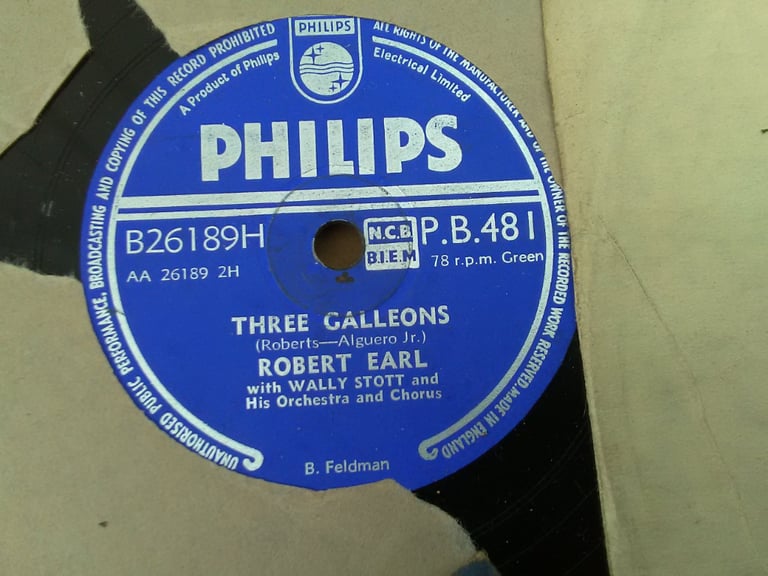 PHILIPS
A Product of Philips Electrical Limited
PHILIPS
B26189H
AA 26189 2H
N.C.B.
B.I.E.M
P.B.481
78 r.p.m. Green
THREE GALLEONS
(Roberts—Alguero Jr.)
ROBERT EARL
with WALLY STOTT and
His Orchestra and Chorus
B. Feldman
UNAUTHORISED PUBLIC PERFORMANCE, BROADCASTING AND COPYING OF THIS RECORD PROHIBITED
ALL RIGHTS OF THE MANUFACTURER AND OF THE OWNER OF THE RECORDED WORK RESERVED. MADE IN ENGLAND